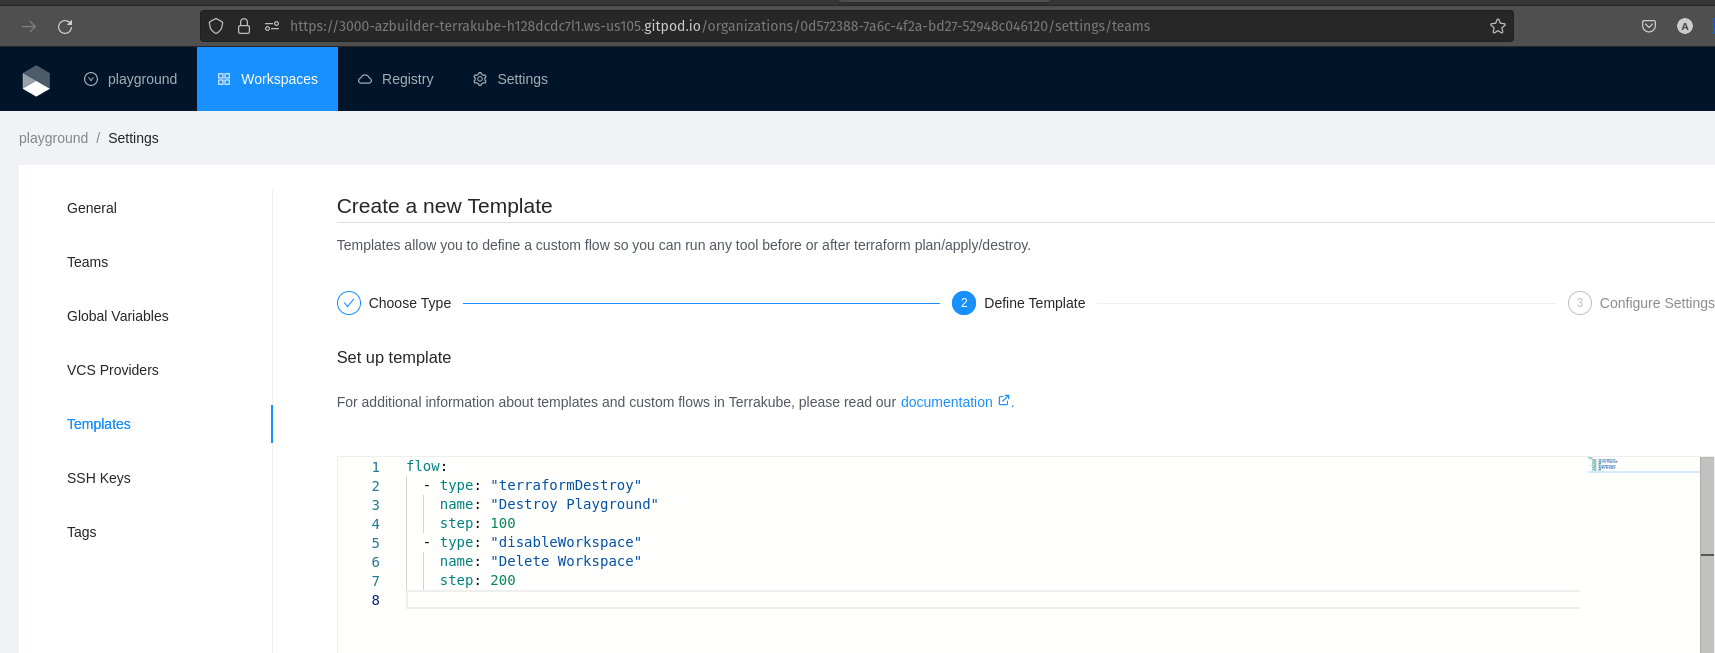 https://3000-azbuilder-terrakube-h128dcdc7l1.ws-us105.gitpod.io/organizations/0d572388-7a6c-4f2a-bd27-52948c046120/settings/teams
A
playground Workspaces Registry Settings
playground / Settings
General
Teams
Global Variables
VCS Providers
Templates
SSH Keys
Tags
Create a new Template
Templates allow you to define a custom flow so you can run any tool before or after terraform plan/apply/destroy.
Choose Type 2 Define Template 3 Configure Settings
Set up template
For additional information about templates and custom flows in Terrakube, please read our documentation .
1 flow:
2   - type: "terraformDestroy"
3     name: "Destroy Playground"
4     step: 100
5   - type: "disableWorkspace"
6     name: "Delete Workspace"
7     step: 200
8